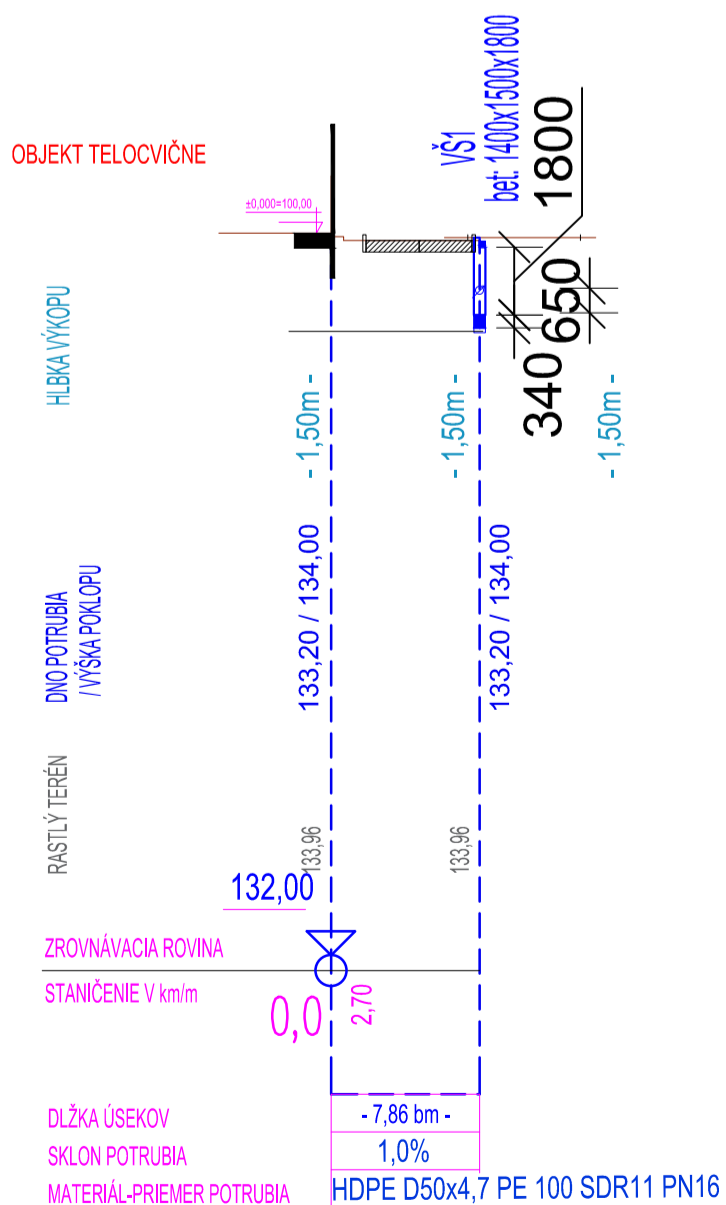 OBJEKT TELOCVIČNE
±0,000=100,00
VŠ1
bet: 1400x1500x1800
1800
650
340
HLBKA VÝKOPU
- 1,50m -
- 1,50m -
- 1,50m -
DNO POTRUBIA
/ VÝŠKA POKLOPU
133,20 / 134,00
133,20 / 134,00
RASTLÝ TERÉN
133,96
133,96
132,00
ZROVNÁVACIA ROVINA
STANIČENIE V km/m
0,0
2,70
DLŽKA ÚSEKOV
- 7,86 bm -
SKLON POTRUBIA
1,0%
MATERIÁL-PRIEMER POTRUBIA
HDPE D50x4,7 PE 100 SDR11 PN16